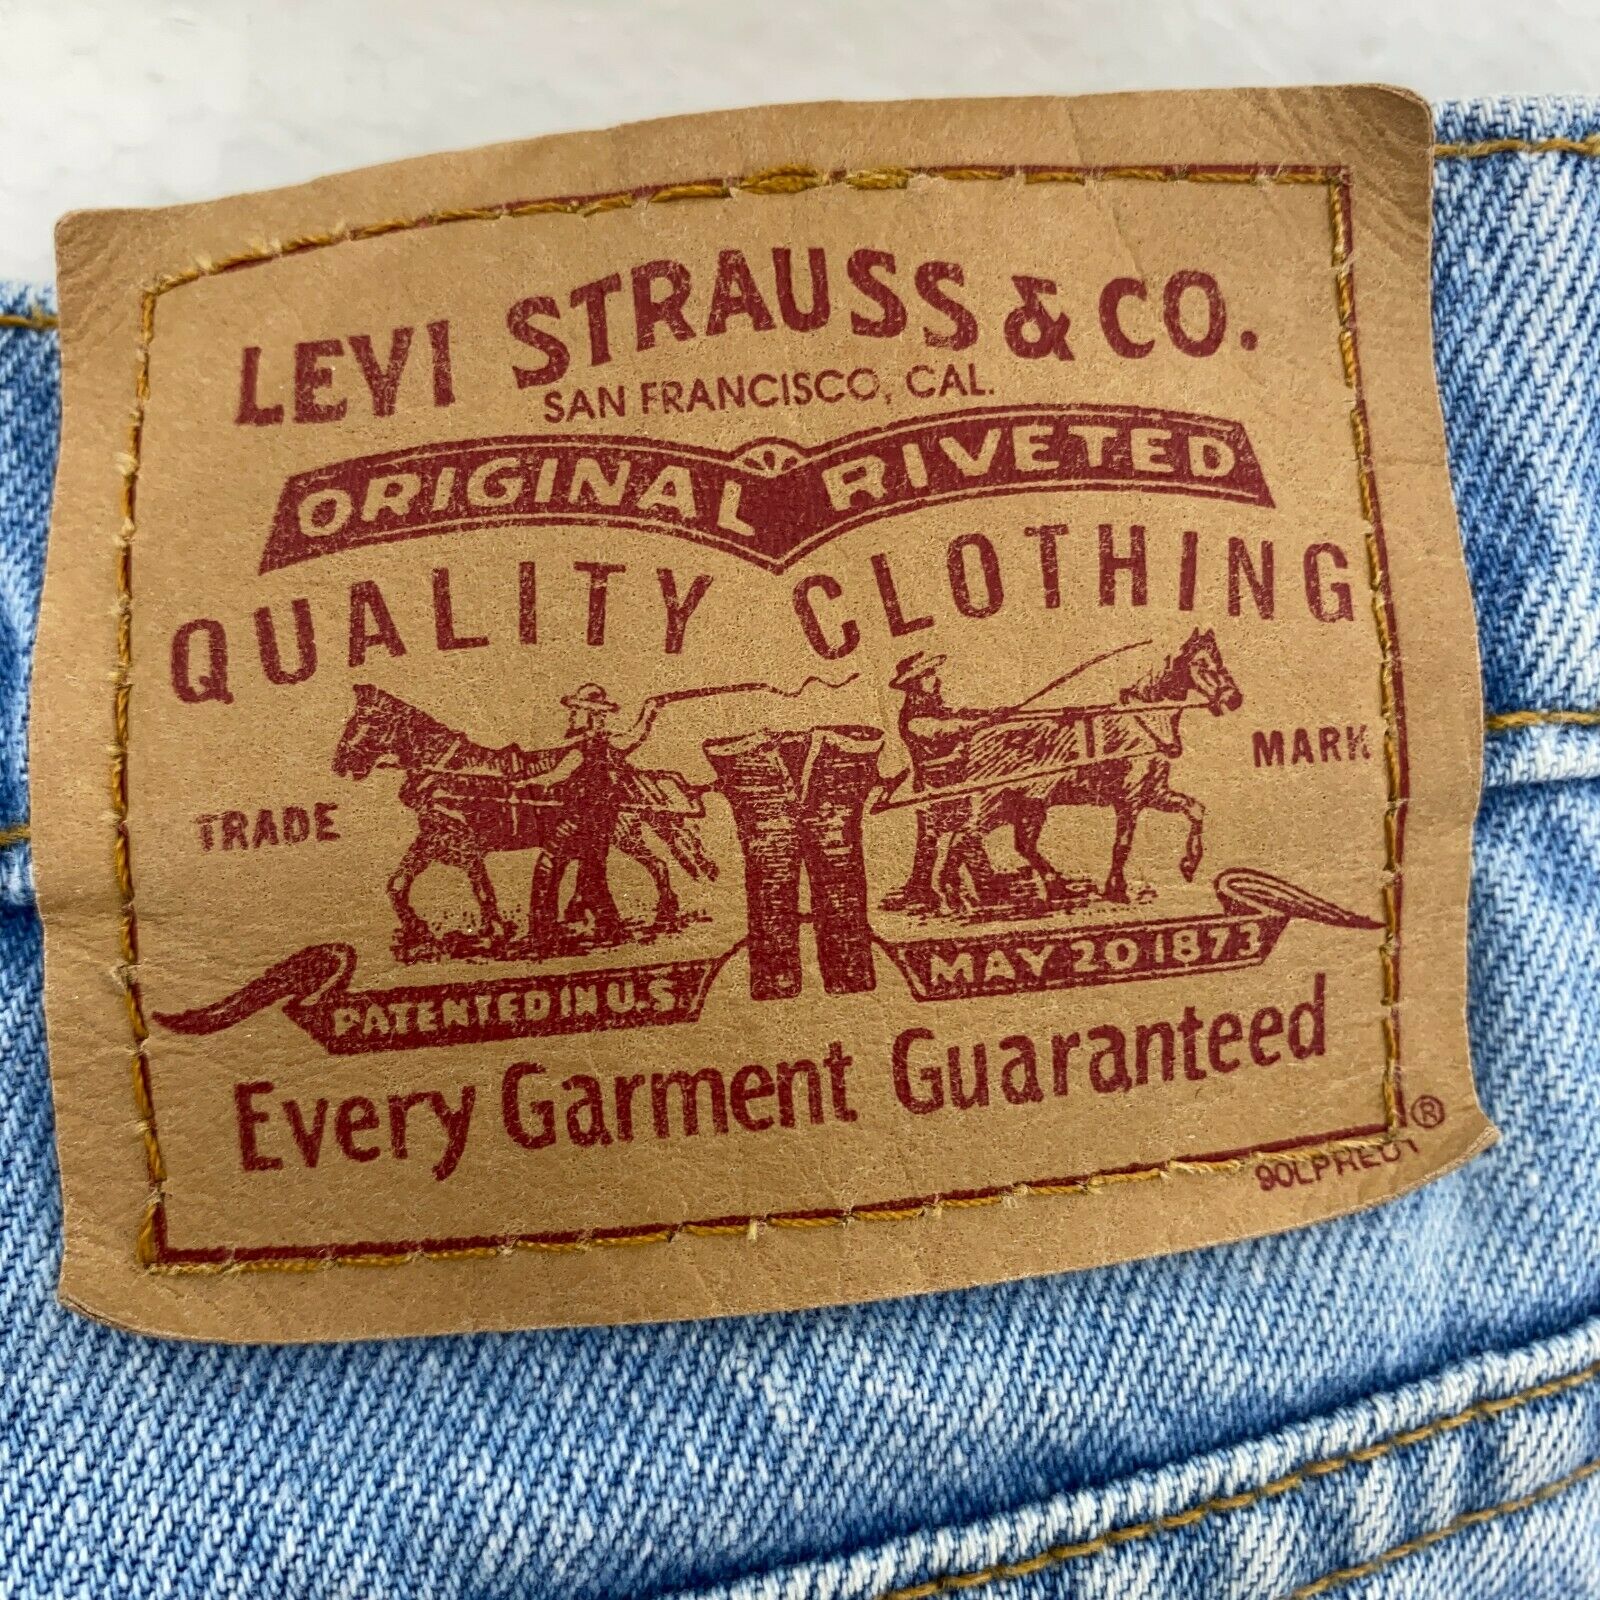 LEVI STRAUSS & CO.
SAN FRANCISCO, CAL.
ORIGINAL RIVETED
QUALITY CLOTHING
TRADE MARK
PATENTED IN U.S. MAY 20 1873
Every Garment Guaranteed
®
90LPRE01